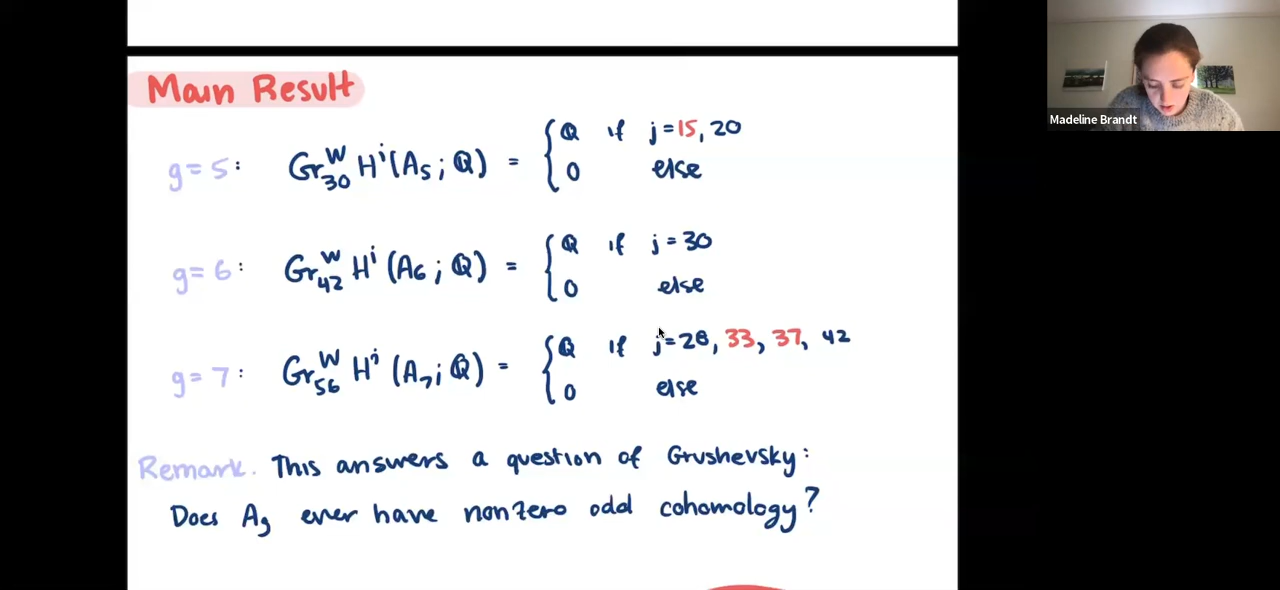 Main Result
g=5: Gr^W_30 H^i(A_5; Q) = { Q if j=15, 20
0 else
g=6: Gr^W_42 H^i(A_6; Q) = { Q if j=30
0 else
g=7: Gr^W_56 H^i(A_7; Q) = { Q if j=28, 33, 37, 42
0 else
Remark. This answers a question of Grushevsky:
Does A_g ever have nonzero odd cohomology?
Madeline Brandt